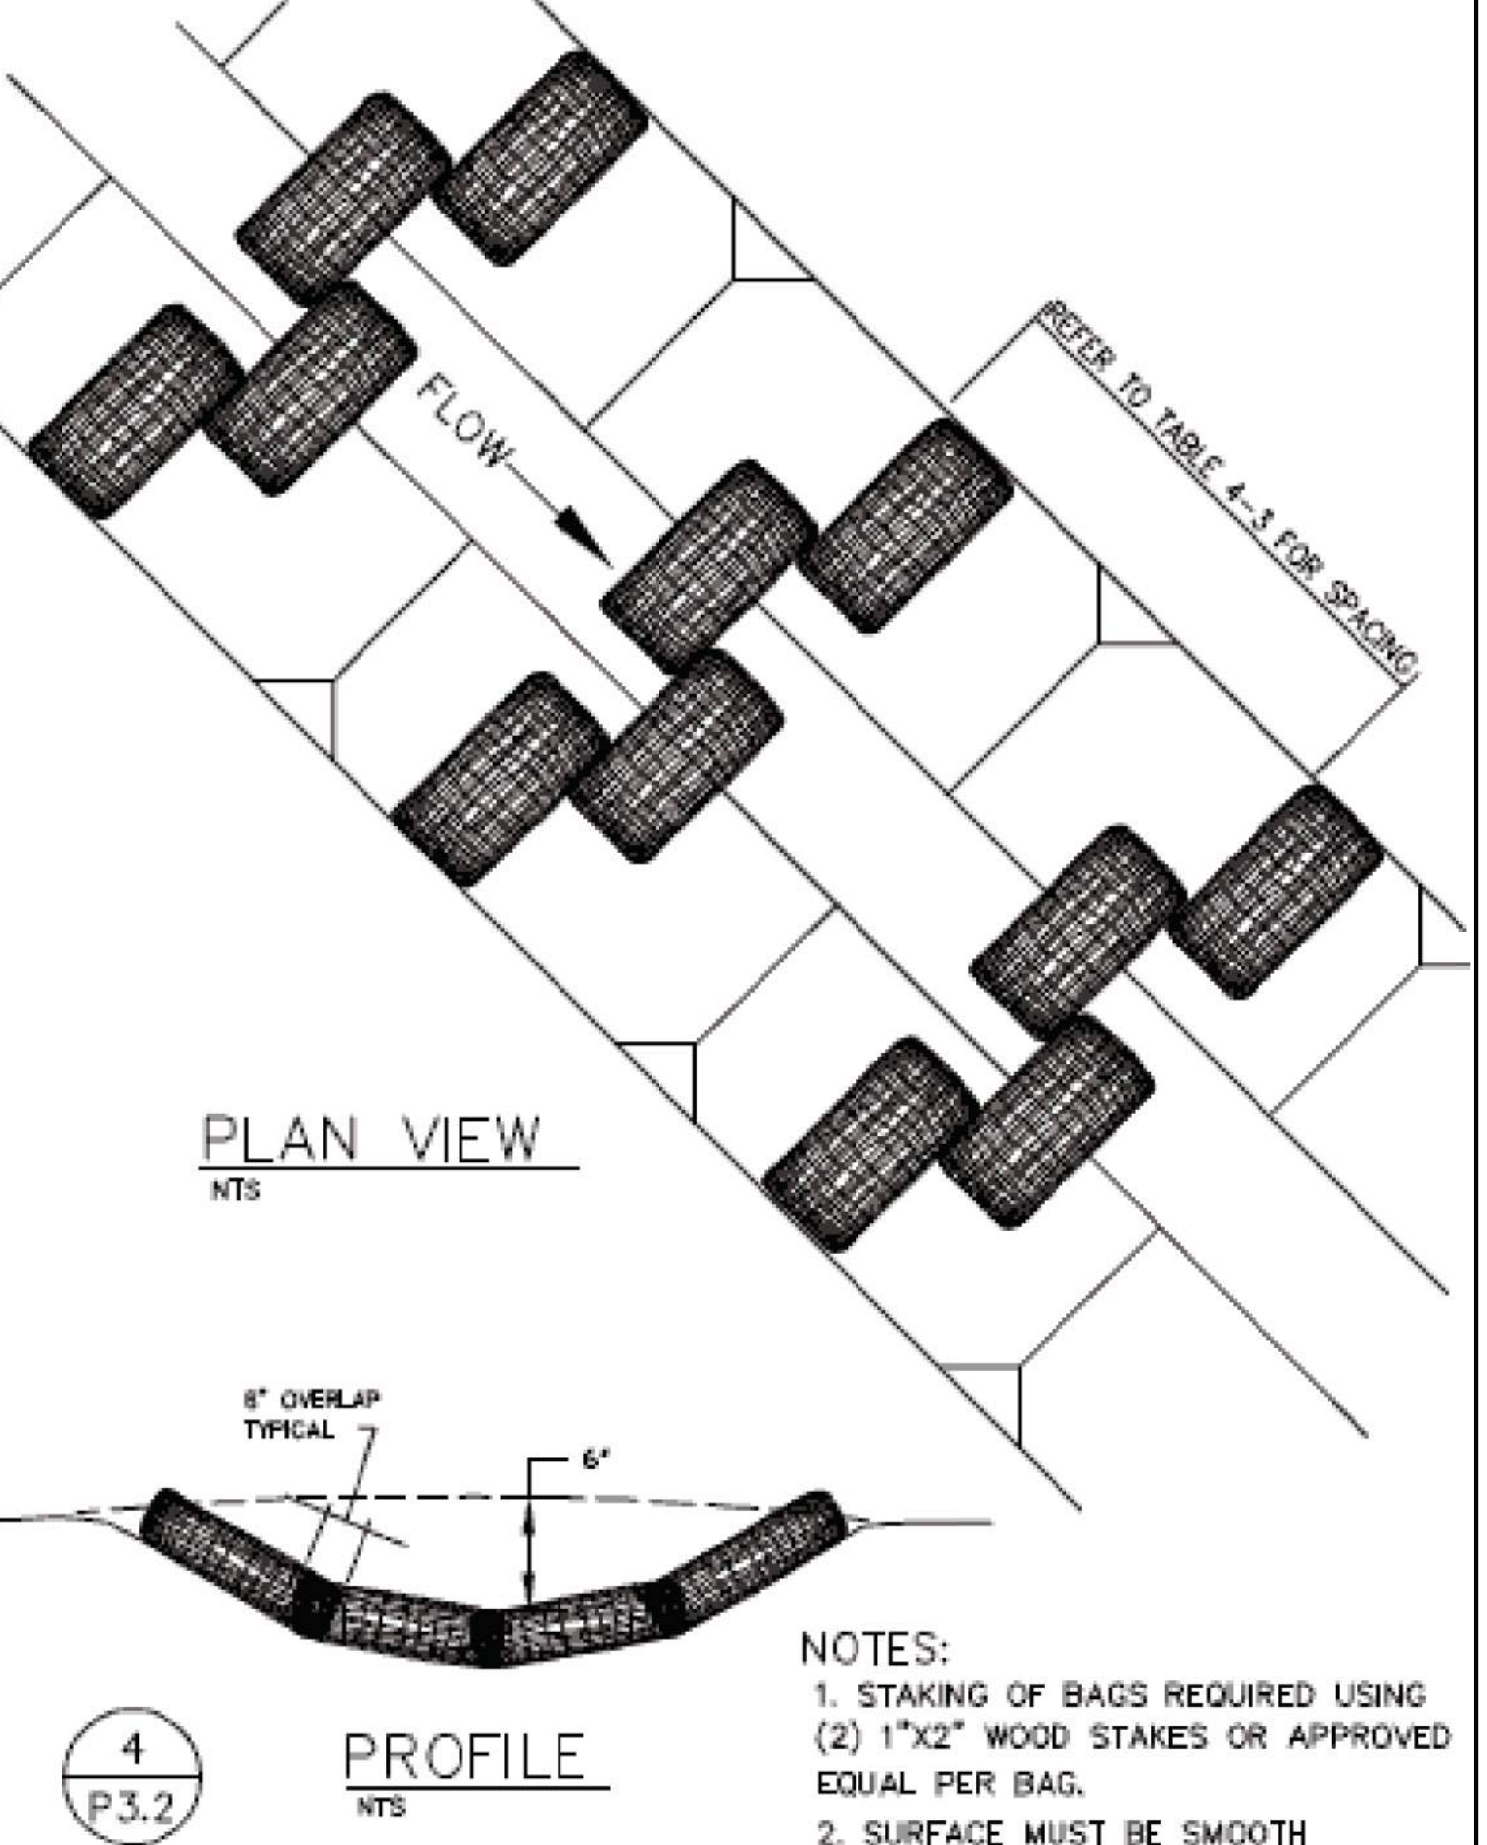 REFER TO TABLE 4-3 FOR SPACING
FLOW
PLAN VIEW
NTS
6" OVERLAP
TYPICAL
6"
4
P3.2
PROFILE
NTS
NOTES:
1. STAKING OF BAGS REQUIRED USING
(2) 1"X2" WOOD STAKES OR APPROVED
EQUAL PER BAG.
2. SURFACE MUST BE SMOOTH